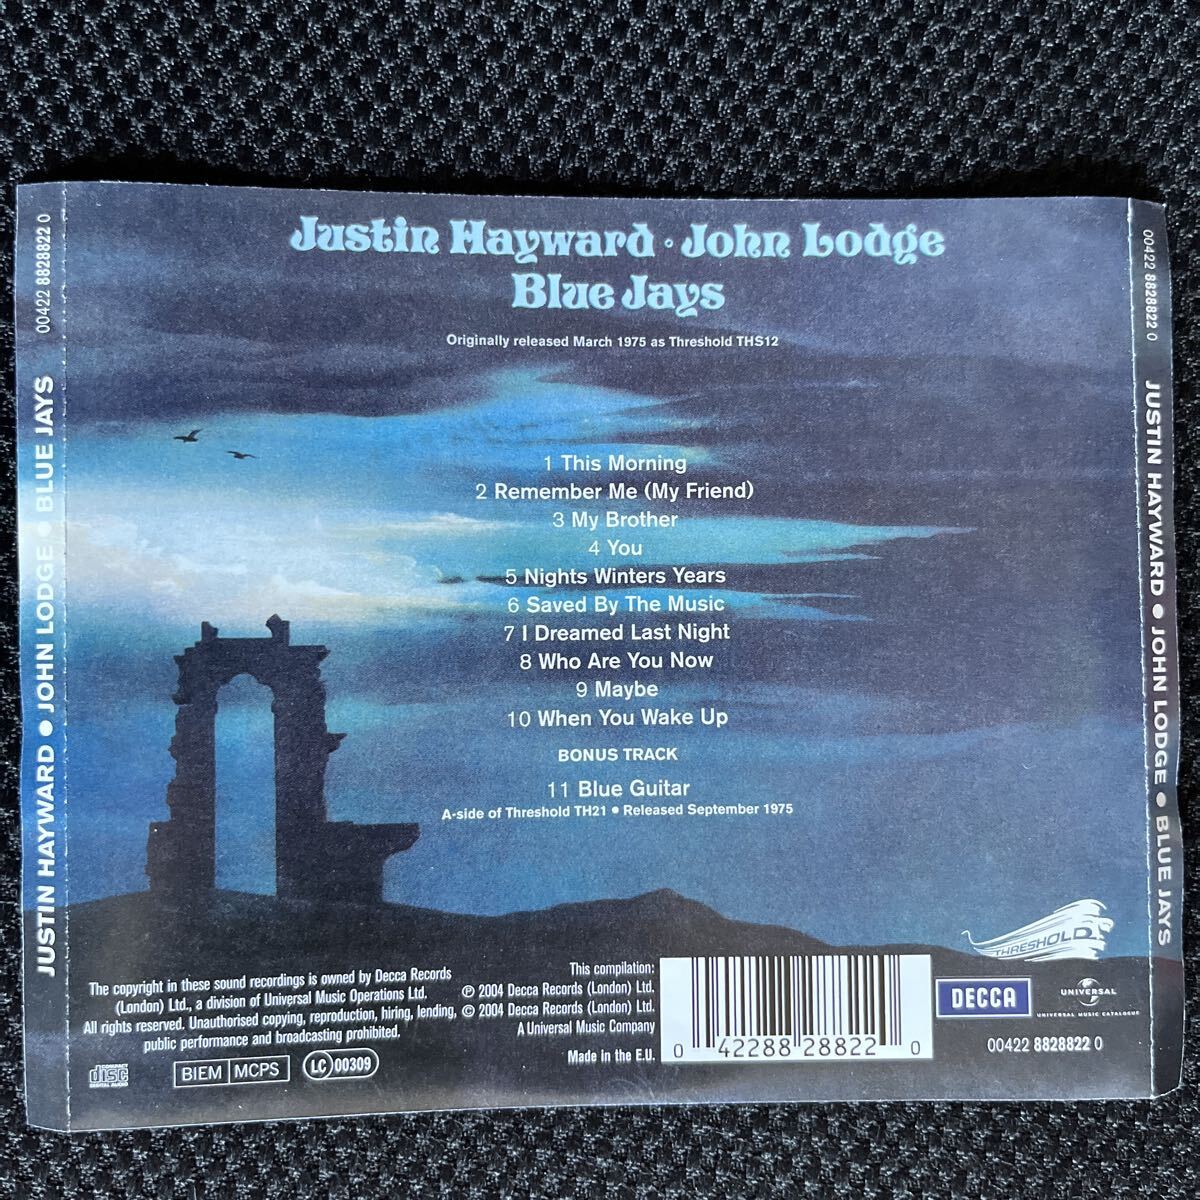 Justin Hayward • John Lodge
Blue Jays
Originally released March 1975 as Threshold THS12
1 This Morning
2 Remember Me (My Friend)
3 My Brother
4 You
5 Nights Winters Years
6 Saved By The Music
7 I Dreamed Last Night
8 Who Are You Now
9 Maybe
10 When You Wake Up
BONUS TRACK
11 Blue Guitar
A-side of Threshold TH21 • Released September 1975
00422 8828822 0
JUSTIN HAYWARD • JOHN LODGE • BLUE JAYS
00422 8828822 0
JUSTIN HAYWARD • JOHN LODGE • BLUE JAYS
The copyright in these sound recordings is owned by Decca Records
(London) Ltd., a division of Universal Music Operations Ltd.
All rights reserved. Unauthorised copying, reproduction, hiring, lending,
public performance and broadcasting prohibited.
COMPACT
disc
DIGITAL AUDIO
BIEM MCPS
LC 00309
This compilation:
℗ 2004 Decca Records (London) Ltd.
© 2004 Decca Records (London) Ltd.
A Universal Music Company
Made in the E.U.
0 42288 28822 0
THRESHOLD
DECCA
UNIVERSAL
UNIVERSAL MUSIC CATALOGUE
00422 8828822 0